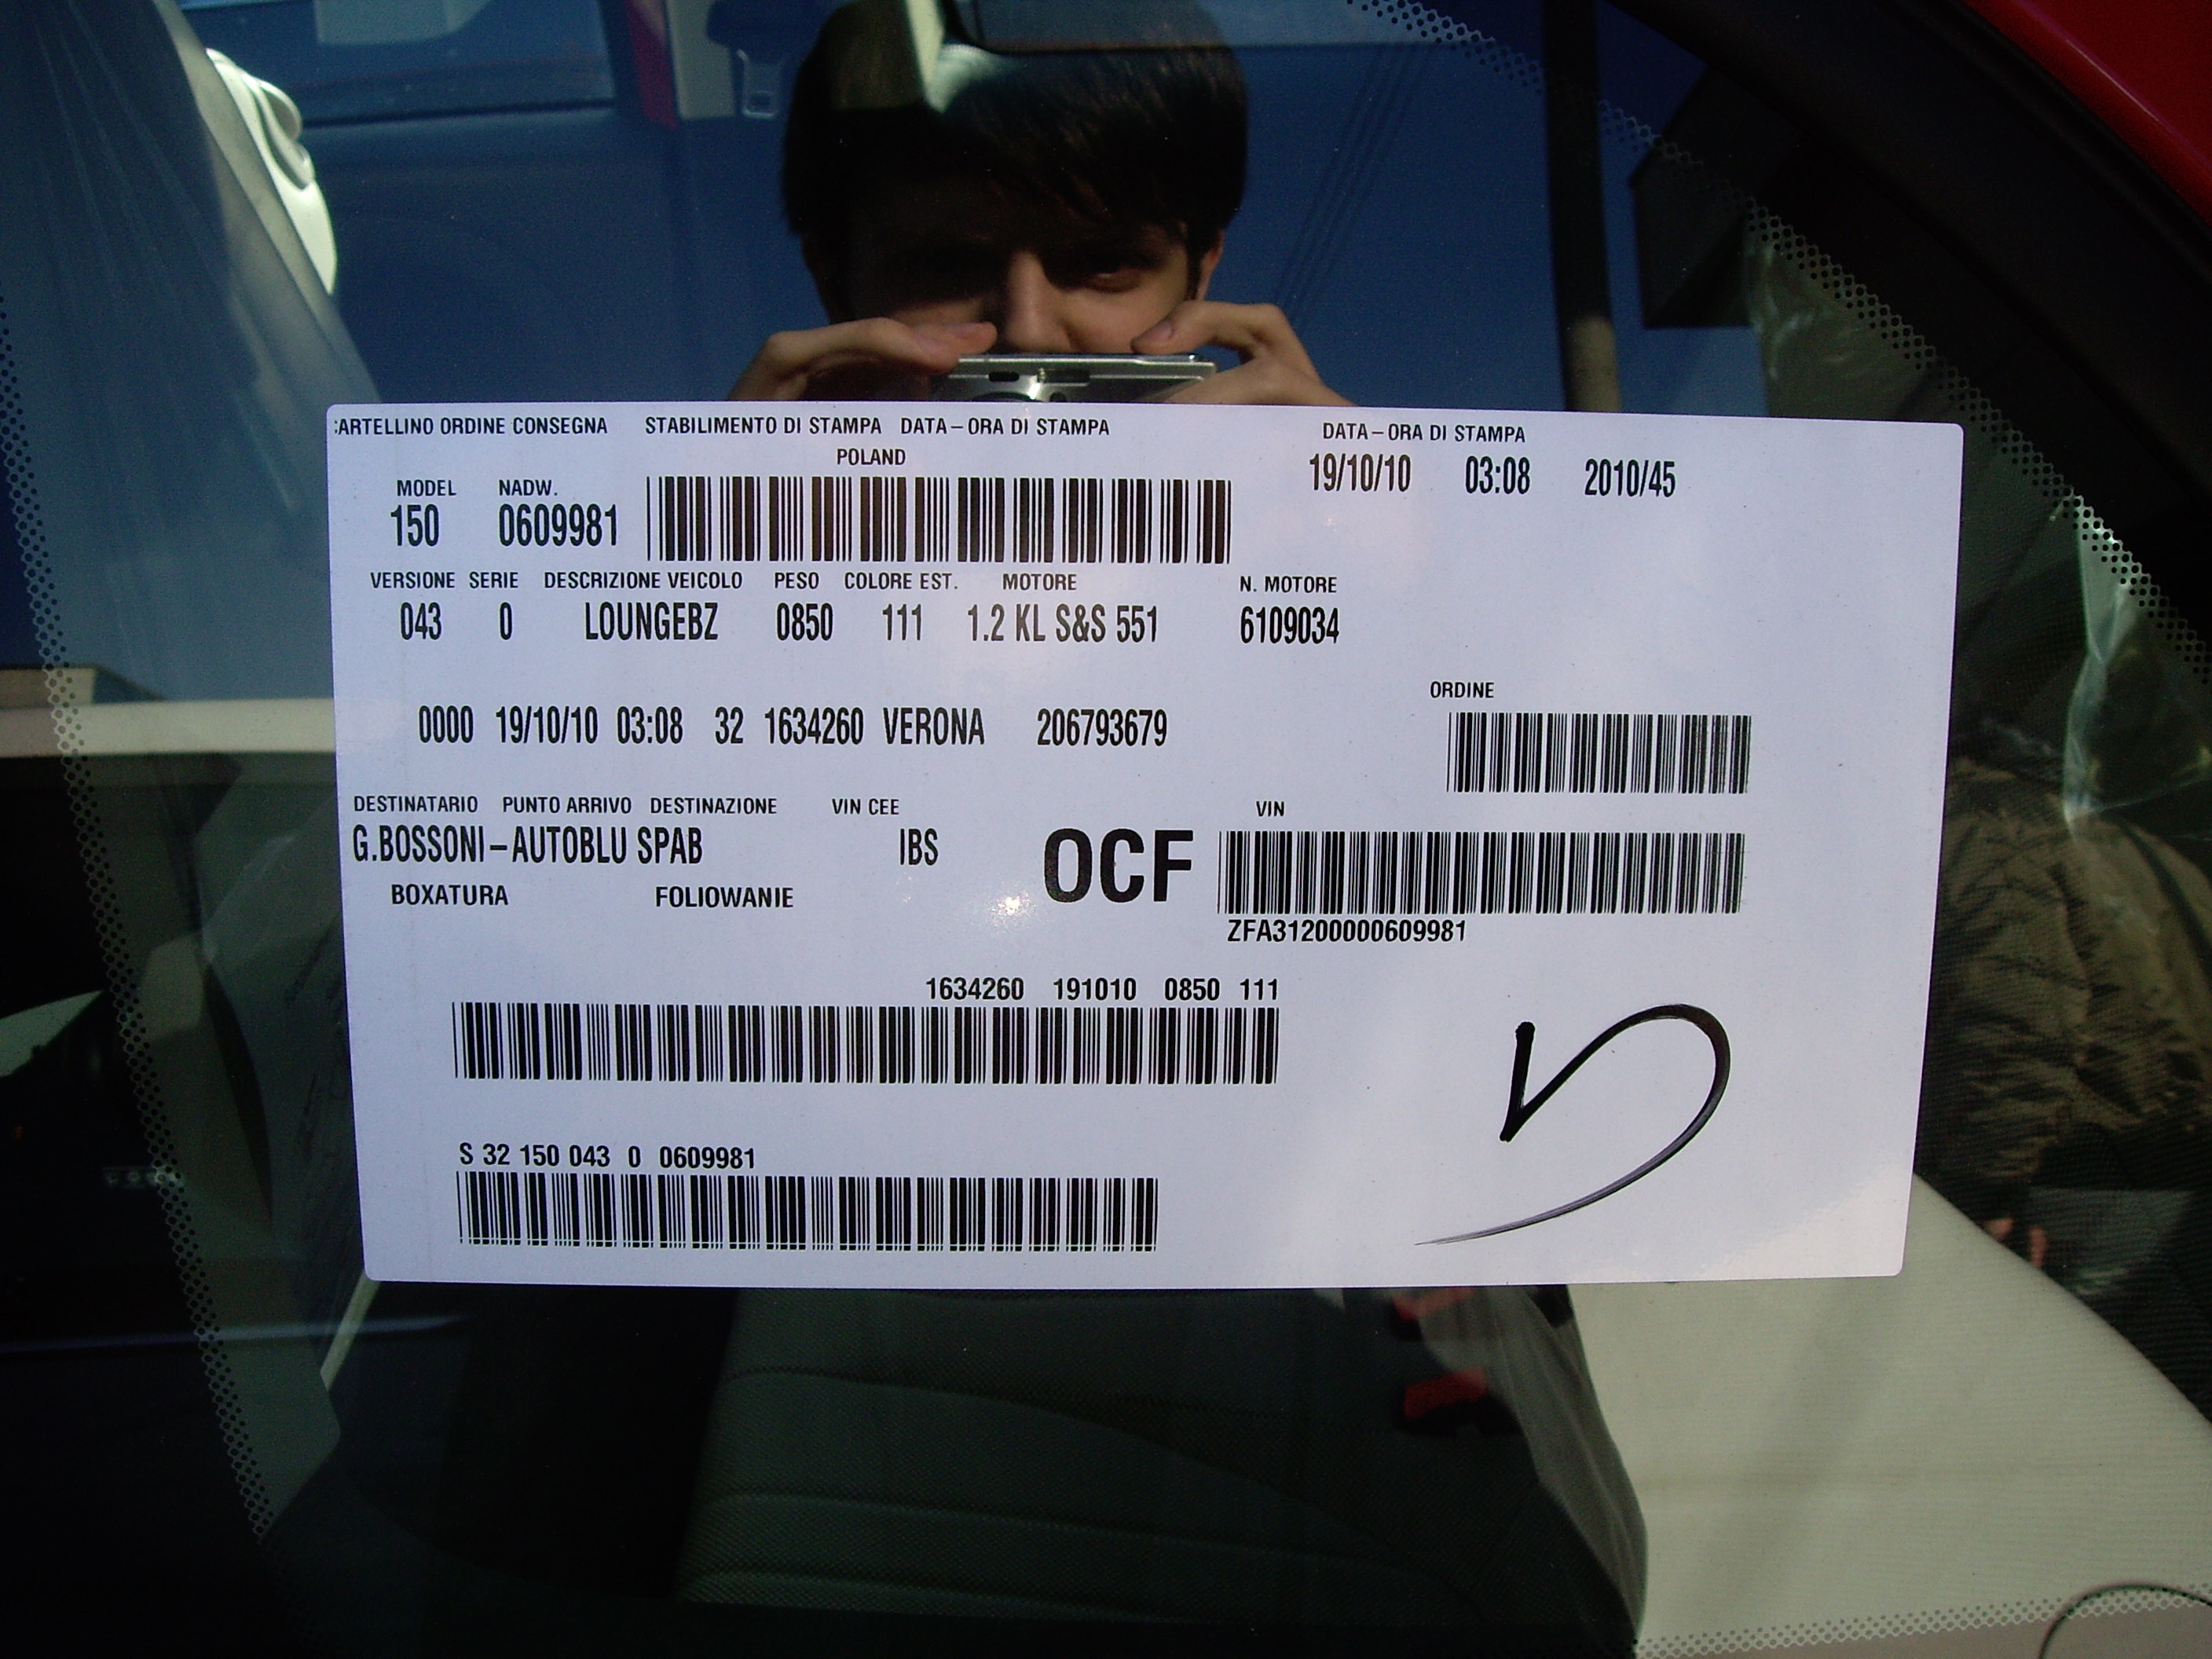 ARTELLINO ORDINE CONSEGNA STABILIMENTO DI STAMPA DATA-ORA DI STAMPA DATA-ORA DI STAMPA
POLAND
19/10/10 03:08 2010/45
MODEL NADW.
150 0609981
VERSIONE SERIE DESCRIZIONE VEICOLO PESO COLORE EST. MOTORE N. MOTORE
043 0 LOUNGEBZ 0850 111 1.2 KL S&S 551 6109034
ORDINE
0000 19/10/10 03:08 32 1634260 VERONA 206793679
DESTINATARIO PUNTO ARRIVO DESTINAZIONE VIN CEE VIN
G.BOSSONI-AUTOBLU SPAB IBS OCF
BOXATURA FOLIOWANIE
ZFA31200000609981
1634260 191010 0850 111
S 32 150 043 0 0609981